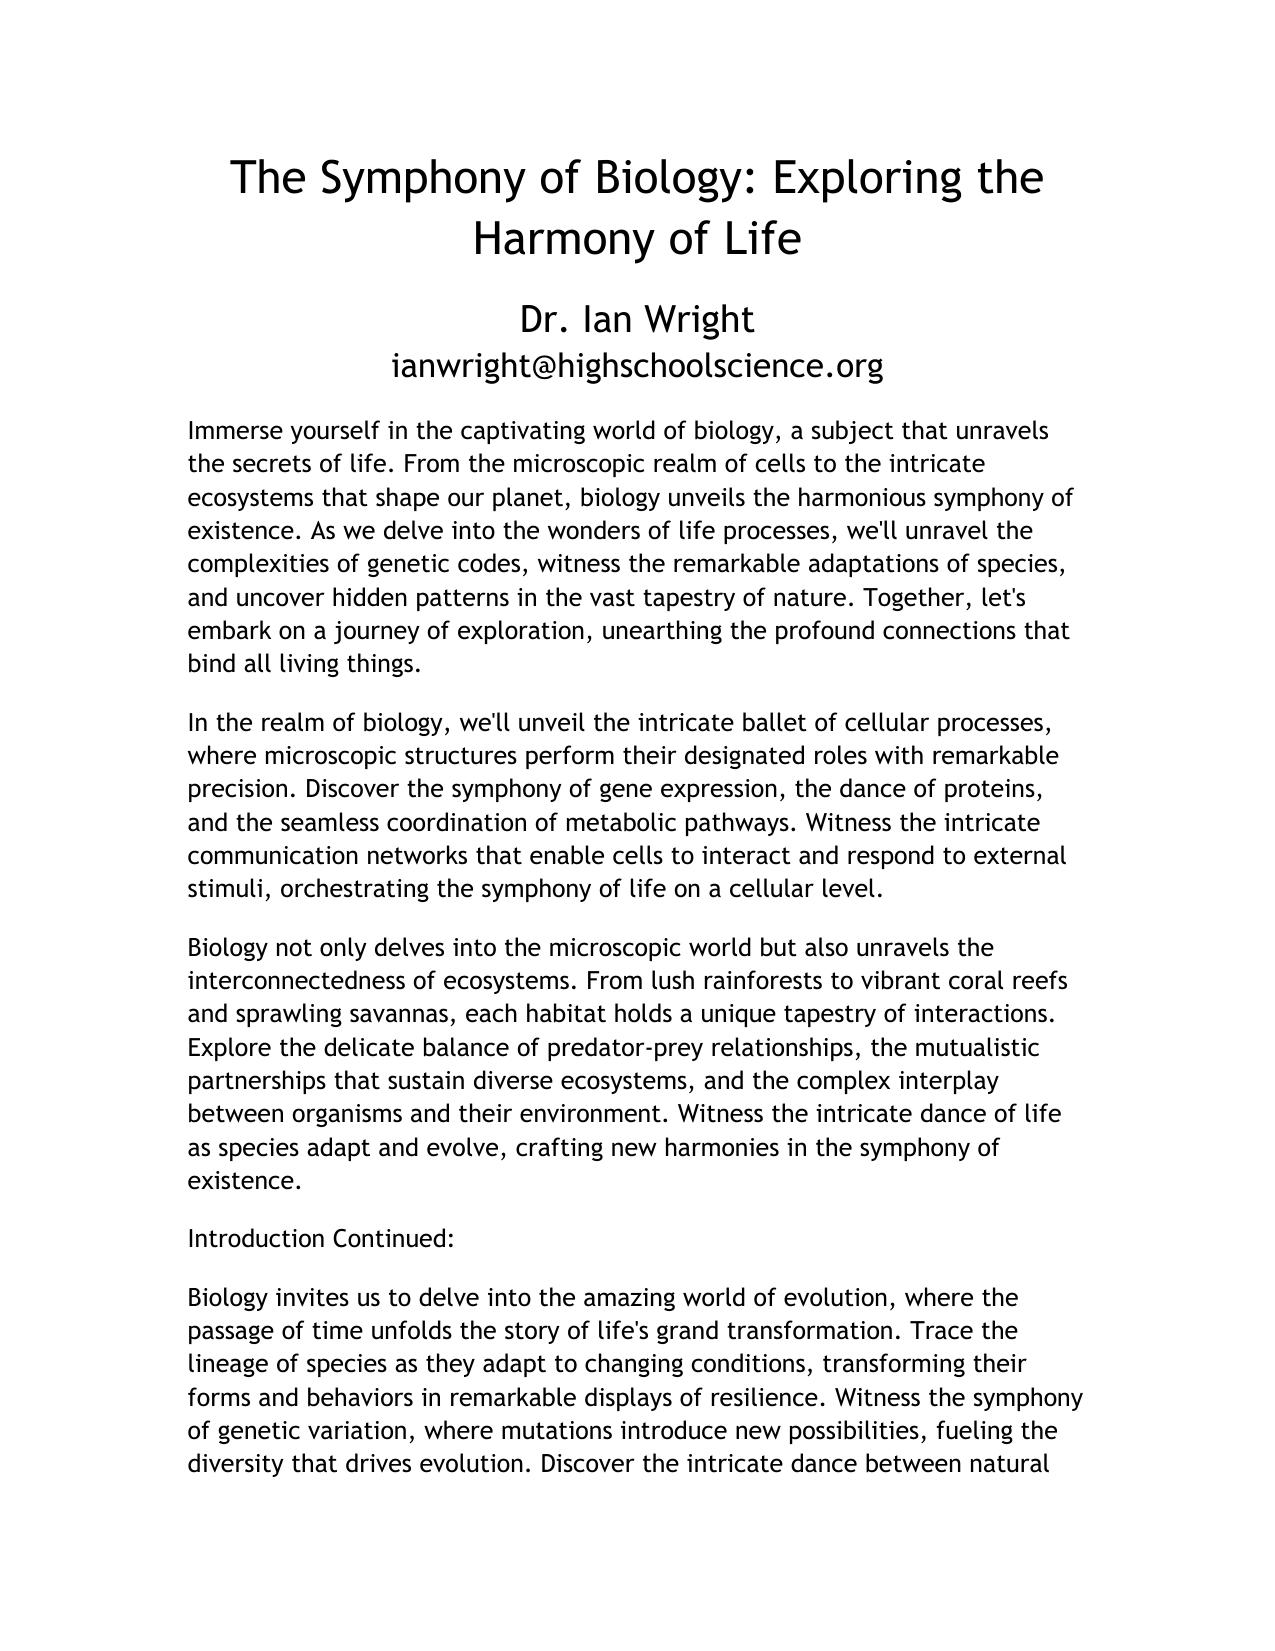 The Symphony of Biology: Exploring the
Harmony of Life
Dr. Ian Wright
ianwright@highschoolscience.org
Immerse yourself in the captivating world of biology, a subject that unravels
the secrets of life. From the microscopic realm of cells to the intricate
ecosystems that shape our planet, biology unveils the harmonious symphony of
existence. As we delve into the wonders of life processes, we'll unravel the
complexities of genetic codes, witness the remarkable adaptations of species,
and uncover hidden patterns in the vast tapestry of nature. Together, let's
embark on a journey of exploration, unearthing the profound connections that
bind all living things.
In the realm of biology, we'll unveil the intricate ballet of cellular processes,
where microscopic structures perform their designated roles with remarkable
precision. Discover the symphony of gene expression, the dance of proteins,
and the seamless coordination of metabolic pathways. Witness the intricate
communication networks that enable cells to interact and respond to external
stimuli, orchestrating the symphony of life on a cellular level.
Biology not only delves into the microscopic world but also unravels the
interconnectedness of ecosystems. From lush rainforests to vibrant coral reefs
and sprawling savannas, each habitat holds a unique tapestry of interactions.
Explore the delicate balance of predator-prey relationships, the mutualistic
partnerships that sustain diverse ecosystems, and the complex interplay
between organisms and their environment. Witness the intricate dance of life
as species adapt and evolve, crafting new harmonies in the symphony of
existence.
Introduction Continued:
Biology invites us to delve into the amazing world of evolution, where the
passage of time unfolds the story of life's grand transformation. Trace the
lineage of species as they adapt to changing conditions, transforming their
forms and behaviors in remarkable displays of resilience. Witness the symphony
of genetic variation, where mutations introduce new possibilities, fueling the
diversity that drives evolution. Discover the intricate dance between natural